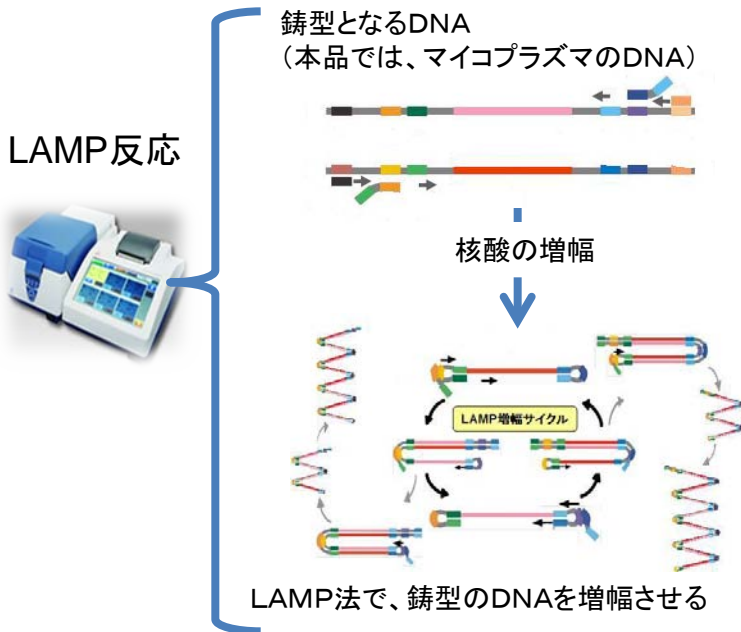 鋳型となるDNA
（本品では、マイコプラズマのDNA）
LAMP反応
核酸の増幅
LAMP増幅サイクル
LAMP法で、鋳型のDNAを増幅させる